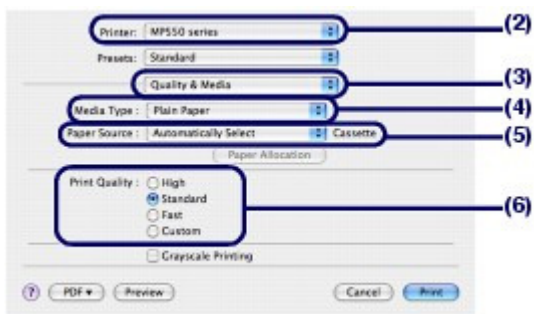 Printer: MP550 series (2)
Presets: Standard
Quality & Media (3)
Media Type : Plain Paper (4)
Paper Source : Automatically Select Cassette (5)
Paper Allocation
Print Quality : High
Standard (6)
Fast
Custom
Grayscale Printing
? PDF ▾ Preview Cancel Print